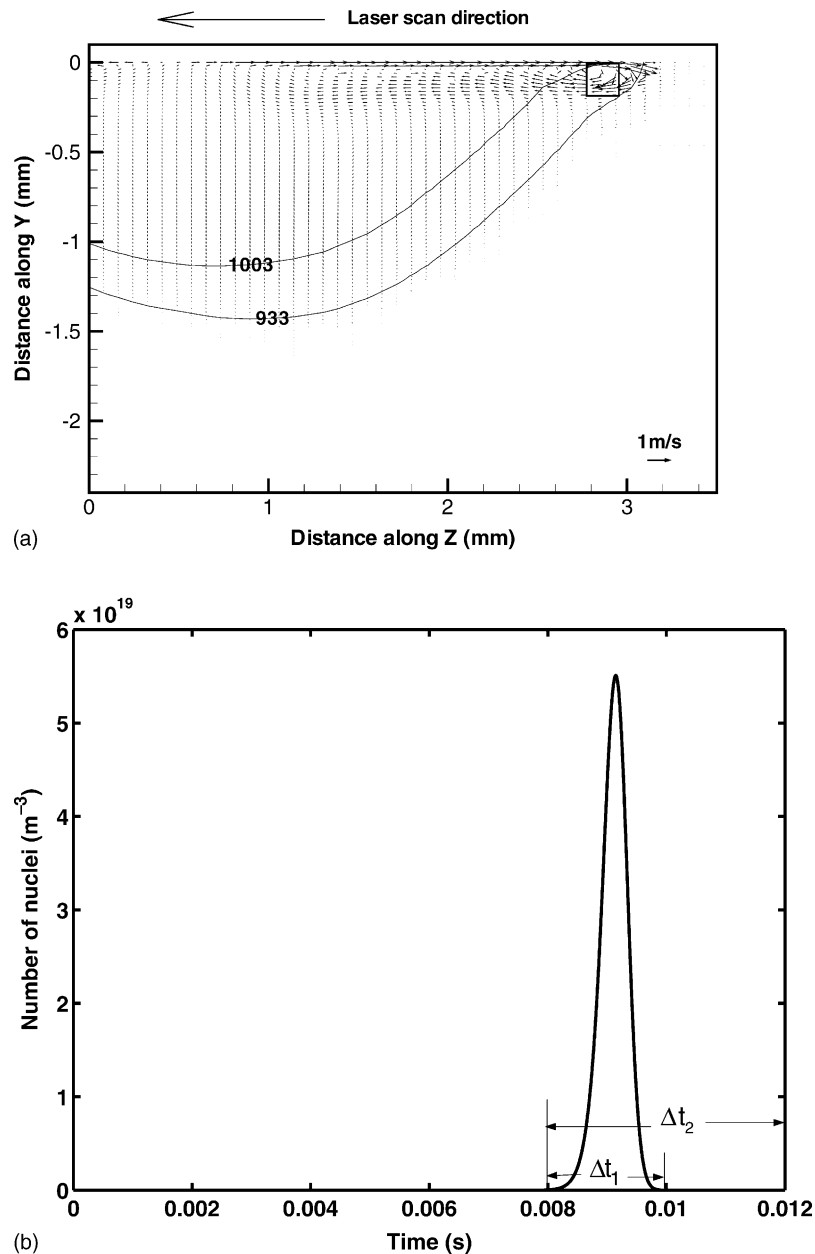 Laser scan direction
0
-0.5
-1
-1.5
-2
Distance along Y (mm)
1003
933
1m/s
0 1 2 3
(a) Distance along Z (mm)
x 10^19
6
5
4
3
2
1
0
Number of nuclei (m^−3)
Δt₂
Δt₁
0 0.002 0.004 0.006 0.008 0.01 0.012
(b) Time (s)